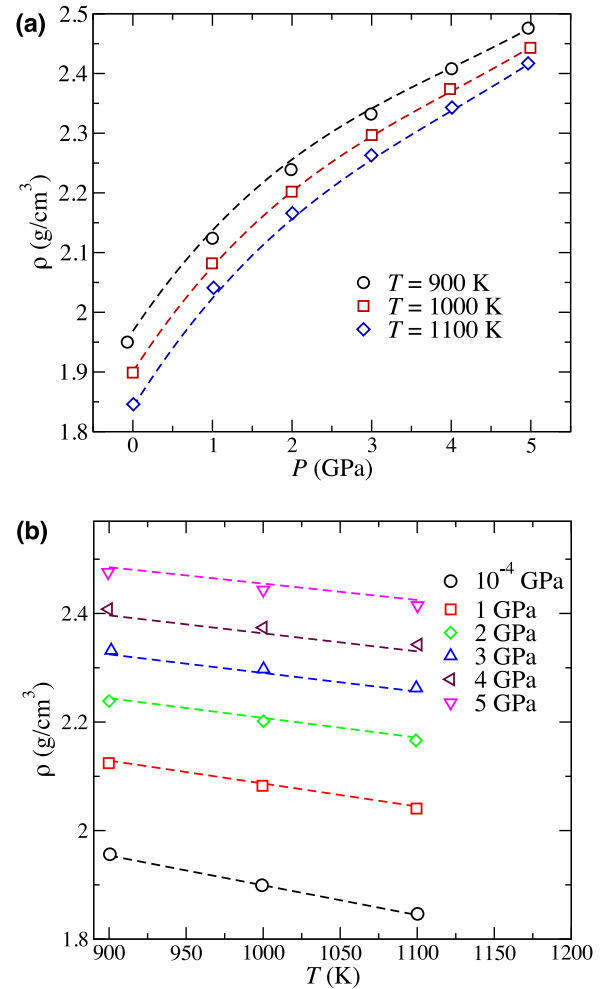 (a)
2.5
2.4
2.3
2.2
2.1
2
1.9
1.8
ρ (g/cm³)
T = 900 K
T = 1000 K
T = 1100 K
0 1 2 3 4 5
P (GPa)
(b)
2.4
2.2
2
1.8
ρ (g/cm³)
10⁻⁴ GPa
1 GPa
2 GPa
3 GPa
4 GPa
5 GPa
900 950 1000 1050 1100 1150 1200
T (K)